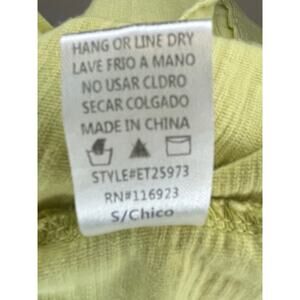 HANG OR LINE DRY
LAVE FRIO A MANO
NO USAR CLDRO
SECAR COLGADO
MADE IN CHINA
STYLE#ET25973
RN#116923
S/Chico